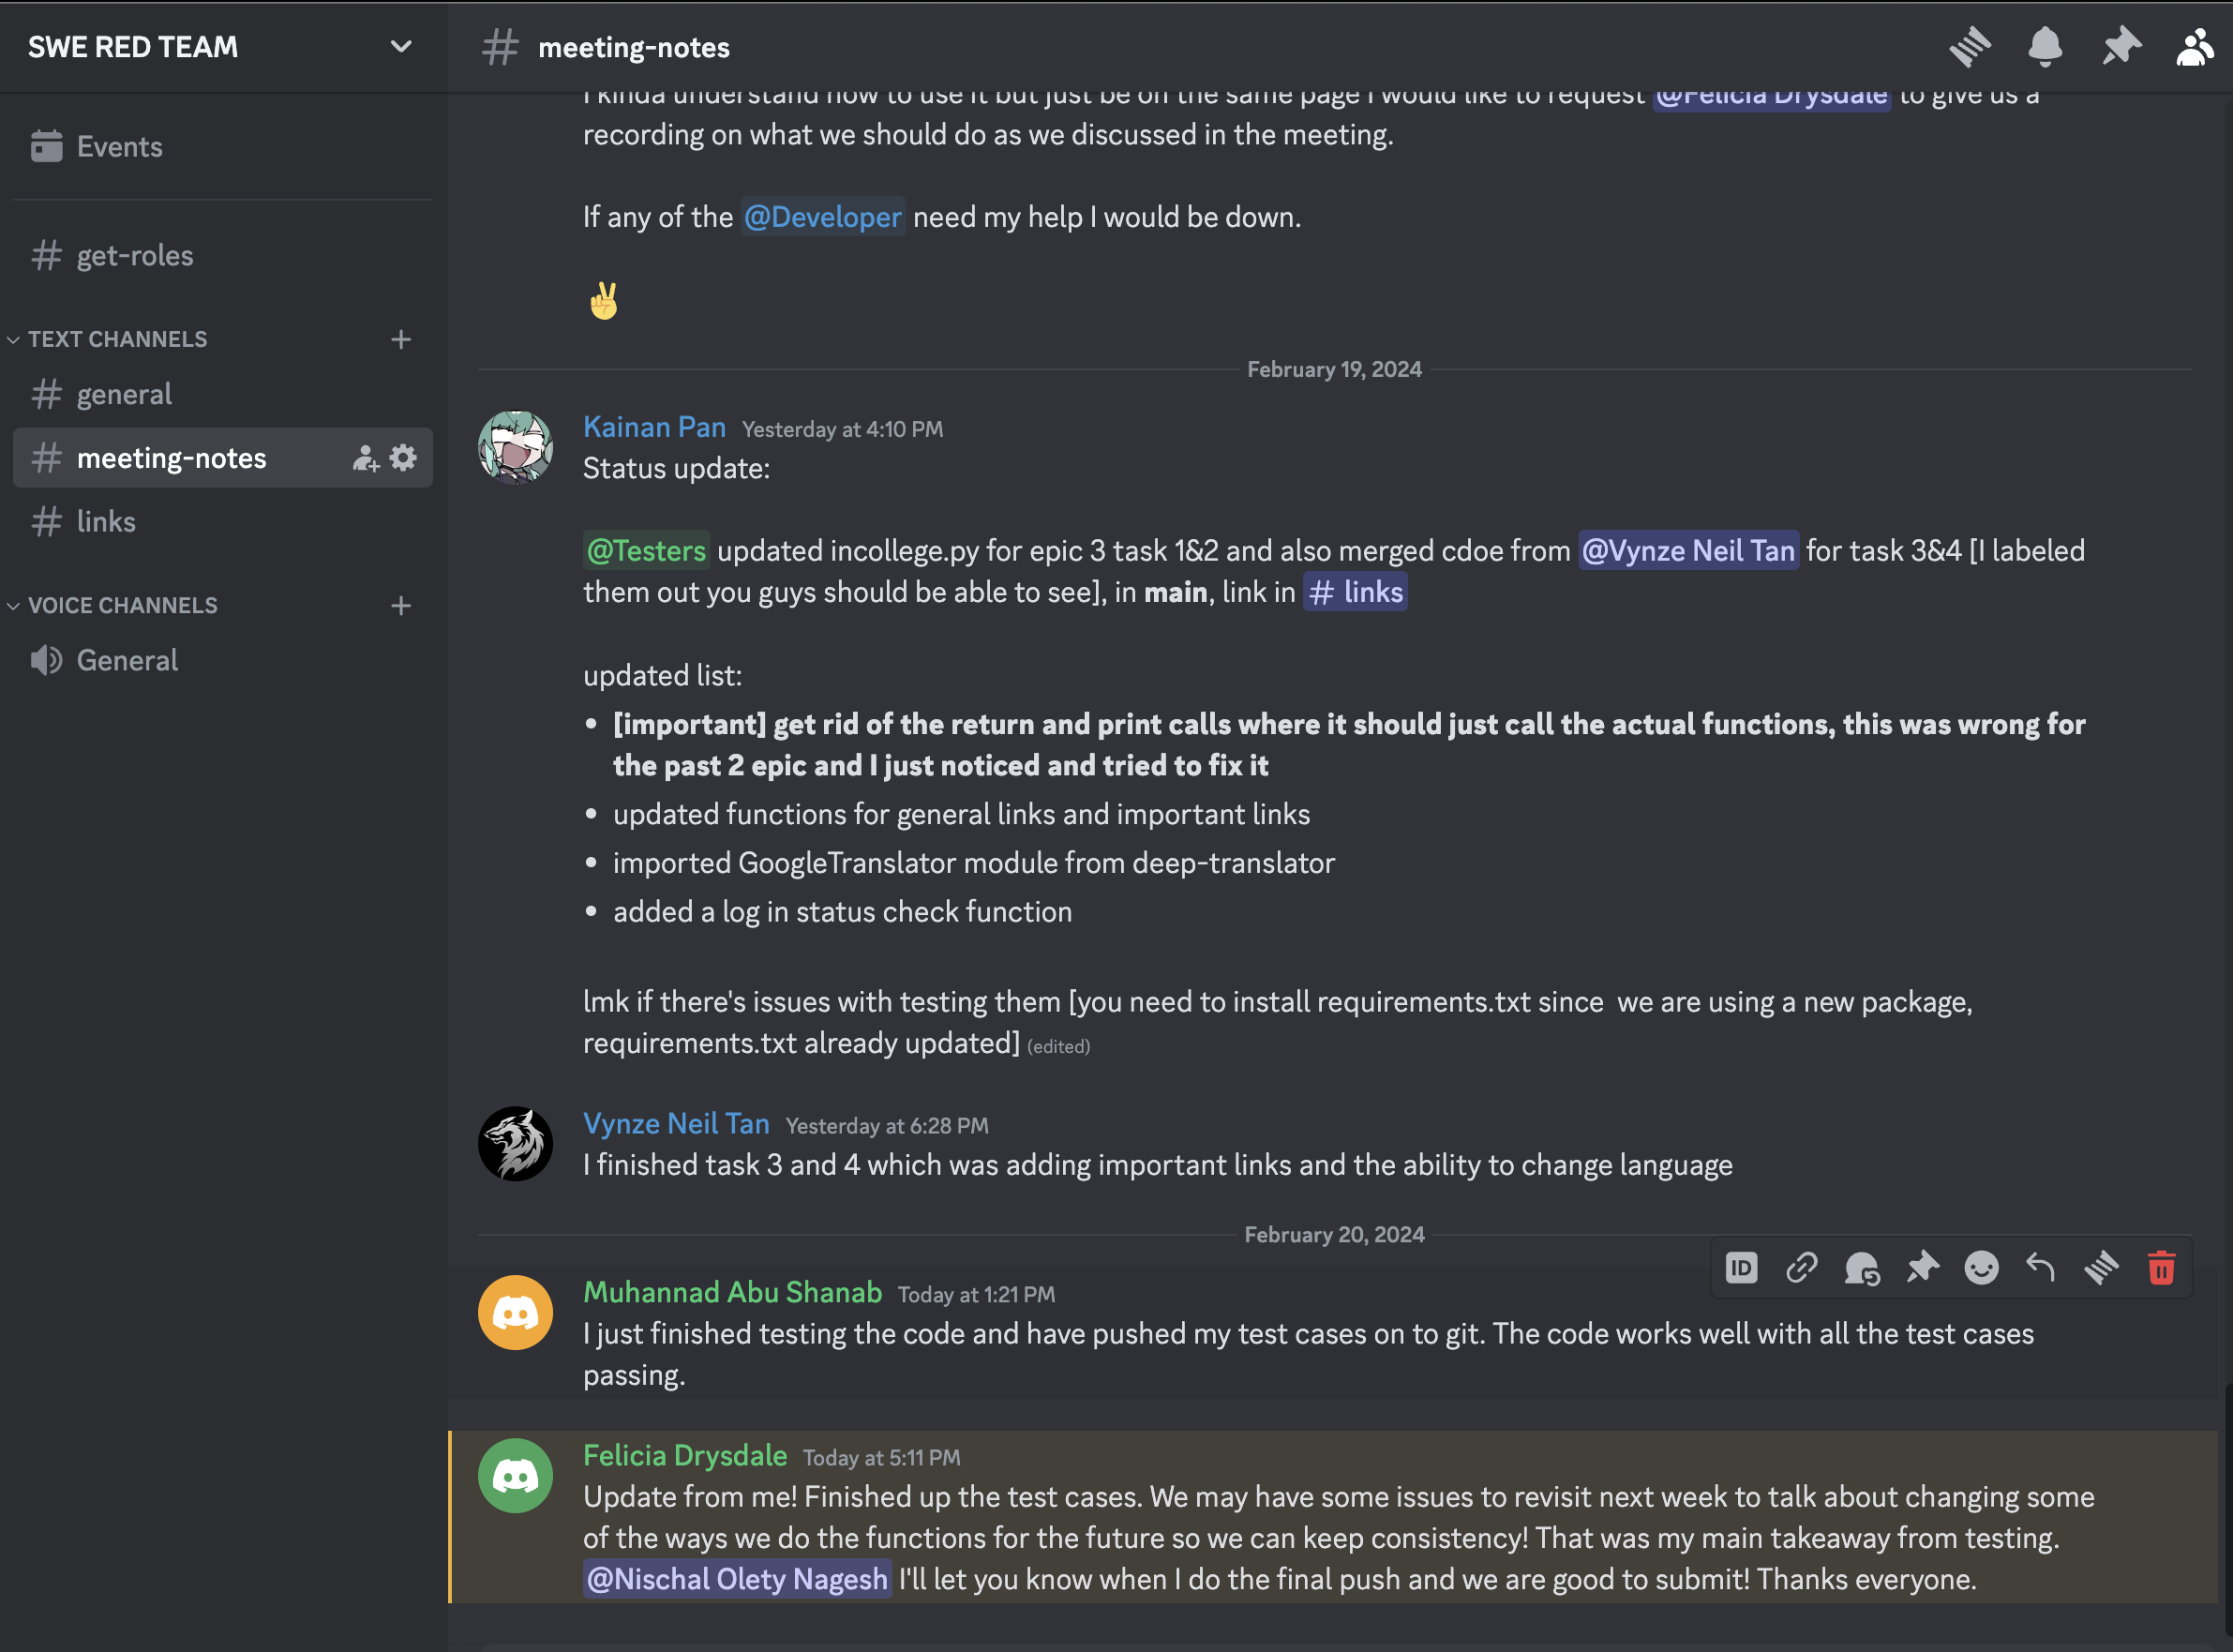 SWE RED TEAM
Events
get-roles
TEXT CHANNELS
general
meeting-notes
links
VOICE CHANNELS
General
meeting-notes
I kinda understand how to use it but just be on the same page I would like to request @Felicia Drysdale to give us a
recording on what we should do as we discussed in the meeting.
If any of the @Developer need my help I would be down.
February 19, 2024
Kainan Pan Yesterday at 4:10 PM
Status update:
@Testers updated incollege.py for epic 3 task 1&2 and also merged cdoe from @Vynze Neil Tan for task 3&4 [I labeled
them out you guys should be able to see], in main, link in # links
updated list:
• [important] get rid of the return and print calls where it should just call the actual functions, this was wrong for
the past 2 epic and I just noticed and tried to fix it
• updated functions for general links and important links
• imported GoogleTranslator module from deep-translator
• added a log in status check function
lmk if there's issues with testing them [you need to install requirements.txt since we are using a new package,
requirements.txt already updated] (edited)
Vynze Neil Tan Yesterday at 6:28 PM
I finished task 3 and 4 which was adding important links and the ability to change language
February 20, 2024
ID
Muhannad Abu Shanab Today at 1:21 PM
I just finished testing the code and have pushed my test cases on to git. The code works well with all the test cases
passing.
Felicia Drysdale Today at 5:11 PM
Update from me! Finished up the test cases. We may have some issues to revisit next week to talk about changing some
of the ways we do the functions for the future so we can keep consistency! That was my main takeaway from testing.
@Nischal Olety Nagesh I'll let you know when I do the final push and we are good to submit! Thanks everyone.